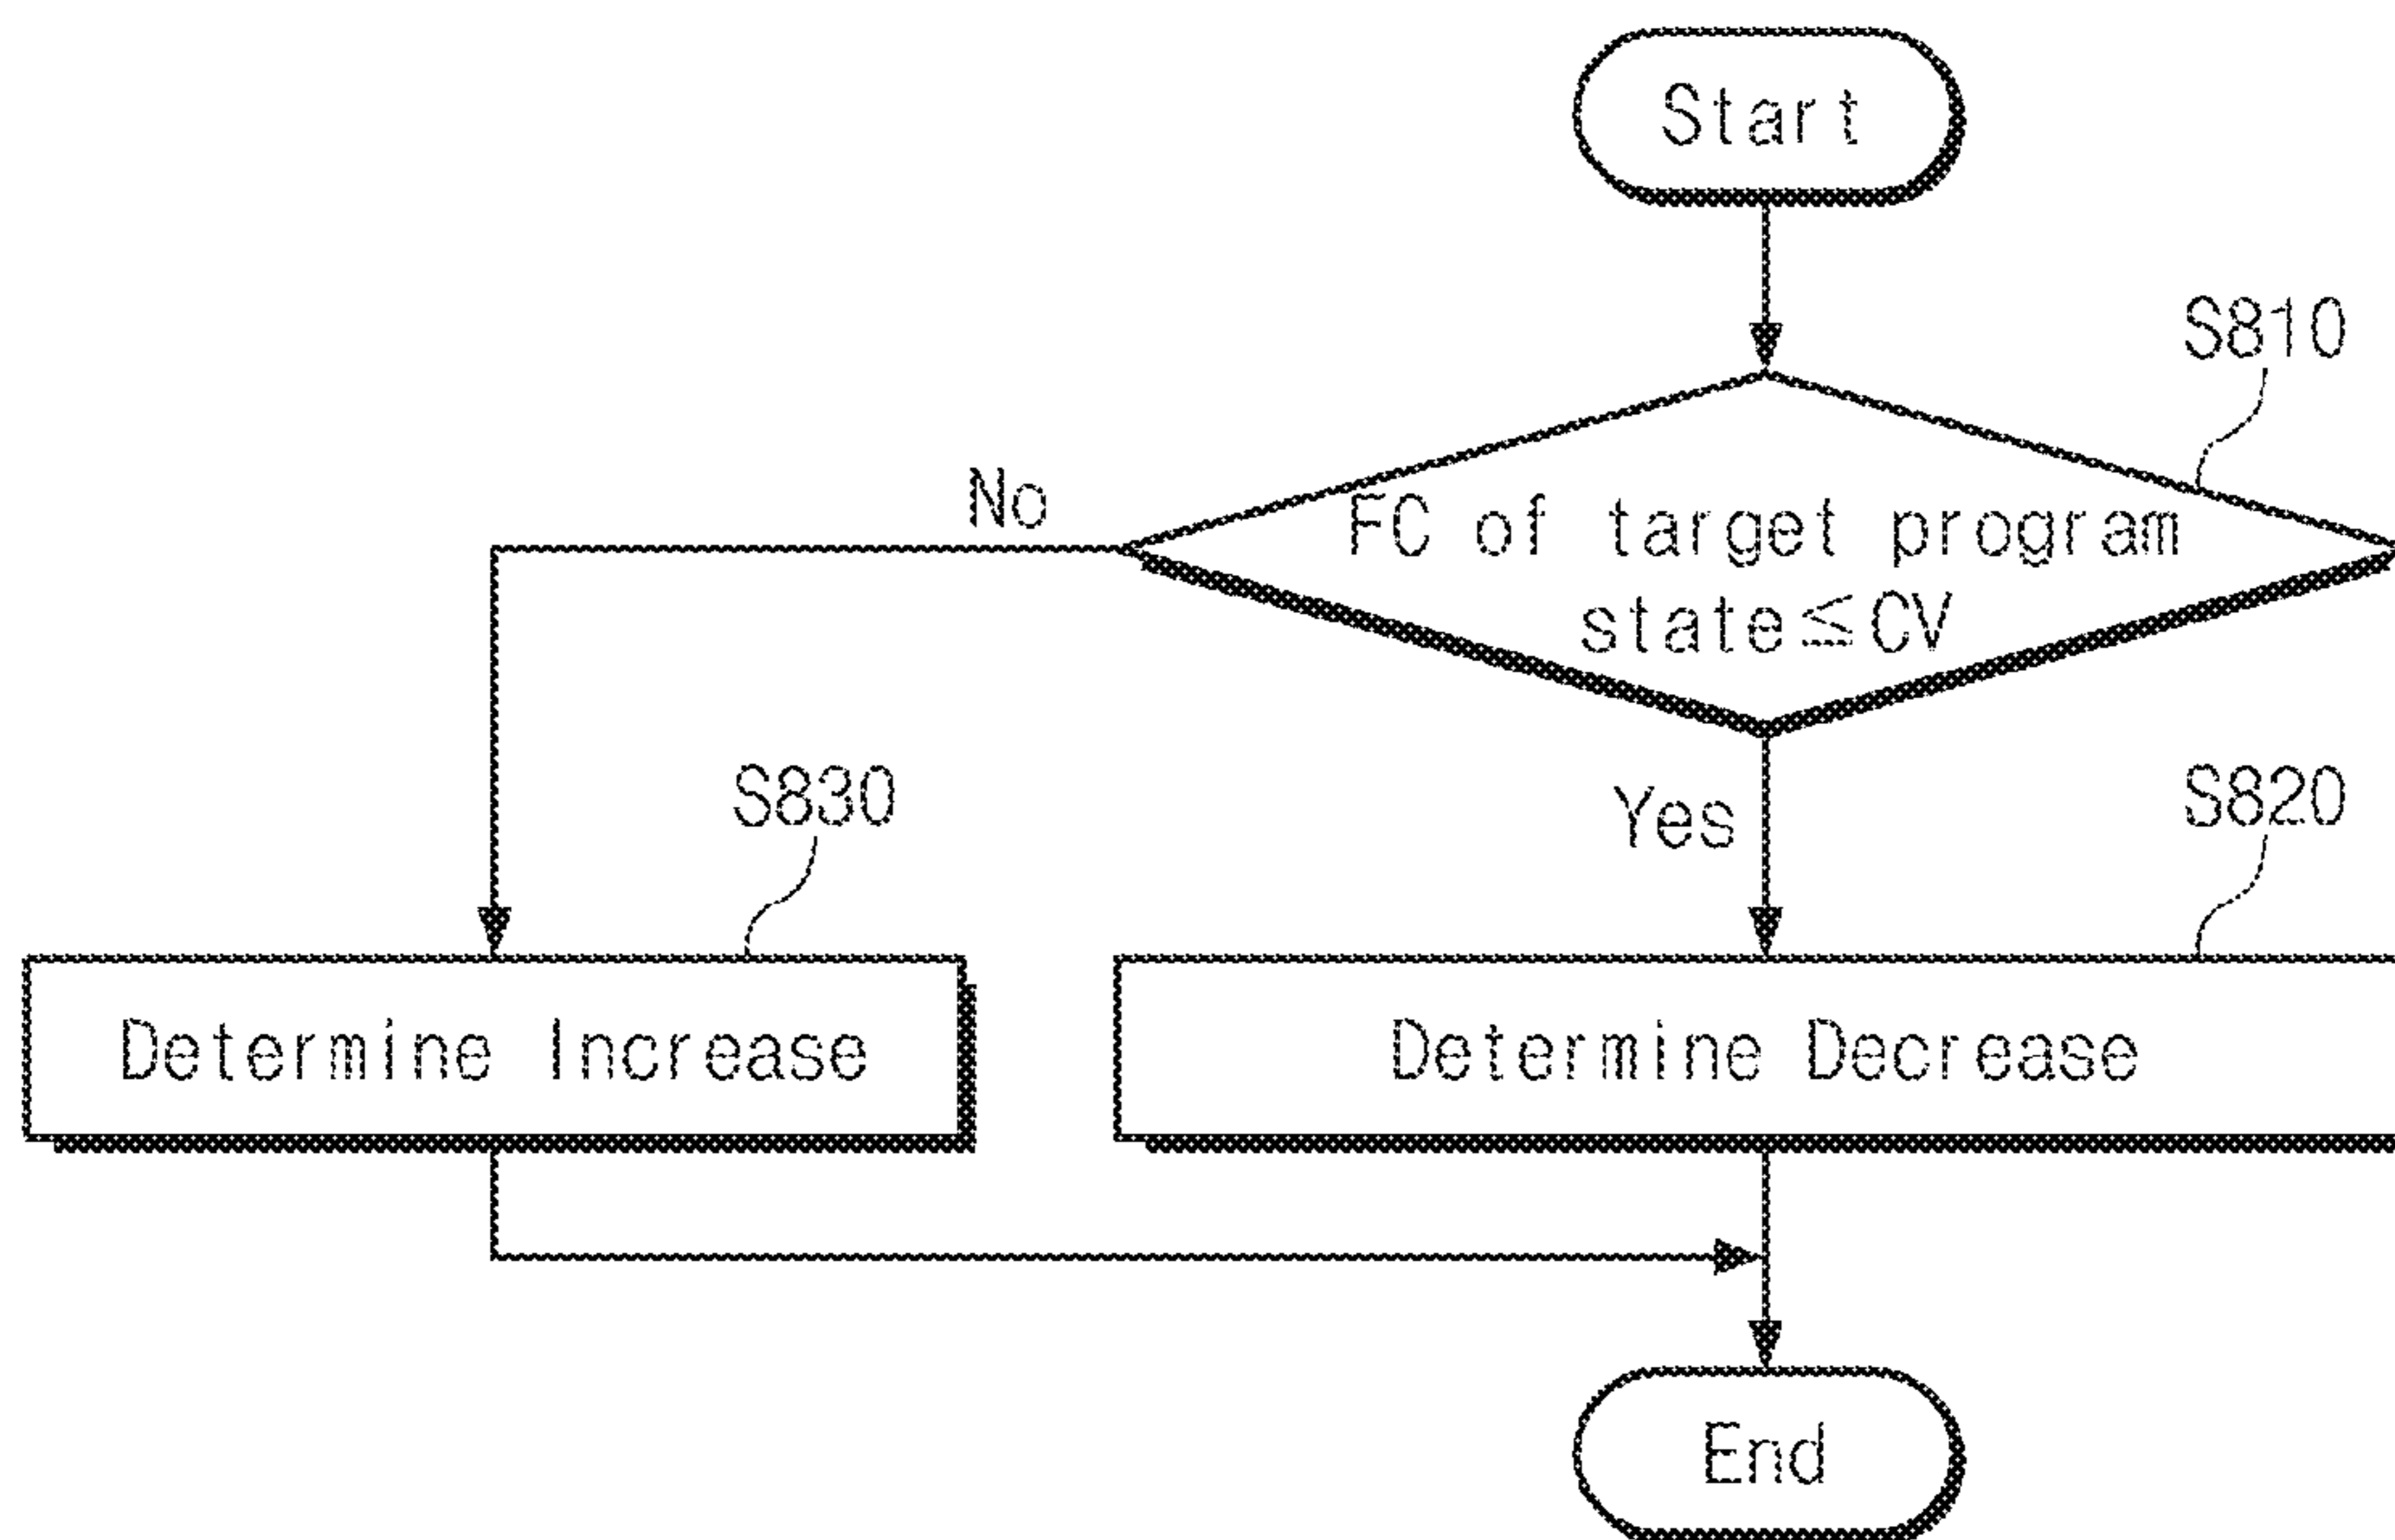 Start
S810
No
FC of target program
state≦CV
S830
Yes
S820
Determine Increase
Determine Decrease
End